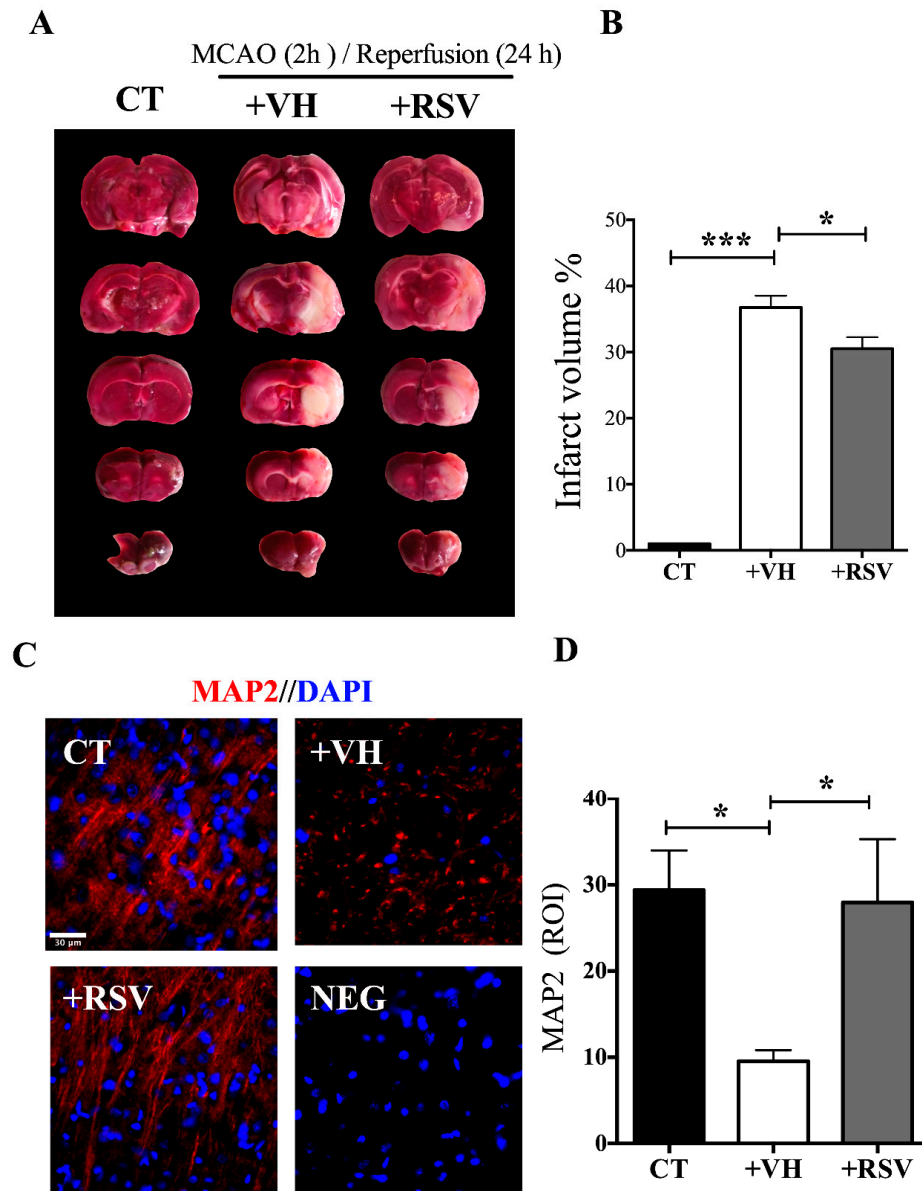 A
MCAO (2h ) / Reperfusion (24 h)
CT
+VH
+RSV
B
Infarct volume %
50
40
30
20
10
0
***
*
CT
+VH
+RSV
C
MAP2//DAPI
CT
+VH
30 µm
+RSV
NEG
D
MAP2 (ROI)
40
30
20
10
0
*
*
CT
+VH
+RSV